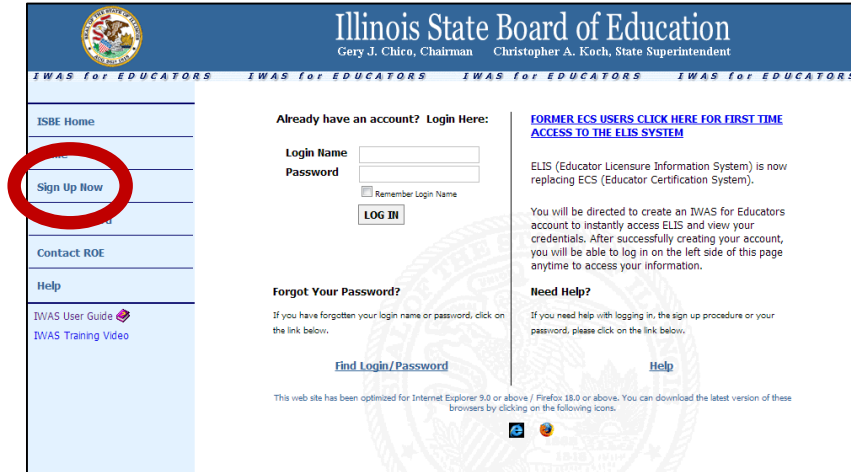 Illinois State Board of Education
Gery J. Chico, Chairman Christopher A. Koch, State Superintendent
IWAS for EDUCATORS IWAS for EDUCATORS IWAS for EDUCATORS IWAS for EDUCATORS
ISBE Home
Sign Up Now
Contact ROE
Help
IWAS User Guide
IWAS Training Video
Already have an account? Login Here:
Login Name
Password
Remember Login Name
LOG IN
Forgot Your Password?
If you have forgotten your login name or password, click on
the link below.
Find Login/Password
FORMER ECS USERS CLICK HERE FOR FIRST TIME
ACCESS TO THE ELIS SYSTEM
ELIS (Educator Licensure Information System) is now
replacing ECS (Educator Certification System).
You will be directed to create an IWAS for Educators
account to instantly access ELIS and view your
credentials. After successfully creating your account,
you will be able to log in on the left side of this page
anytime to access your information.
Need Help?
If you need help with logging in, the sign up procedure or your
password, please click on the link below.
Help
This web site has been optimized for Internet Explorer 9.0 or above / Firefox 18.0 or above. You can download the latest version of these
browsers by clicking on the following icons.